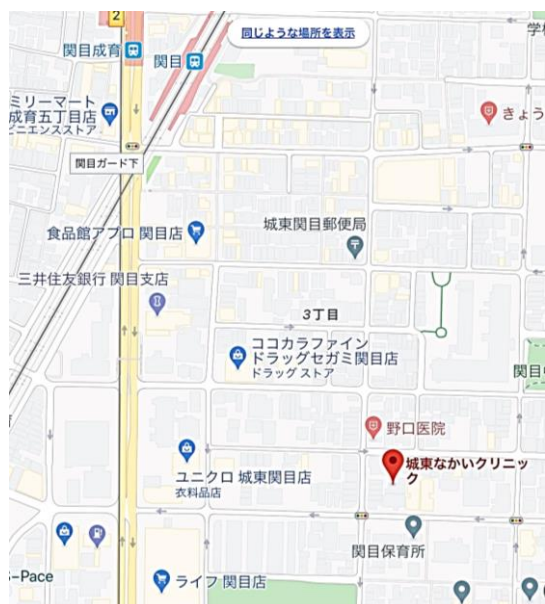 2
同じような場所を表示
学校
関目成育
関目
ミリーマート
成育五丁目店
ビニエンスストア
きょう
関目ガード下
城東関目郵便局
食品館アプロ 関目店
三井住友銀行 関目支店
3丁目
ココカラファイン
ドラッグセガミ関目店
ドラッグ ストア
関目
野口医院
城東なかいクリニッ
ク
ユニクロ 城東関目店
衣料品店
関目保育所
-Pace
ライフ 関目店